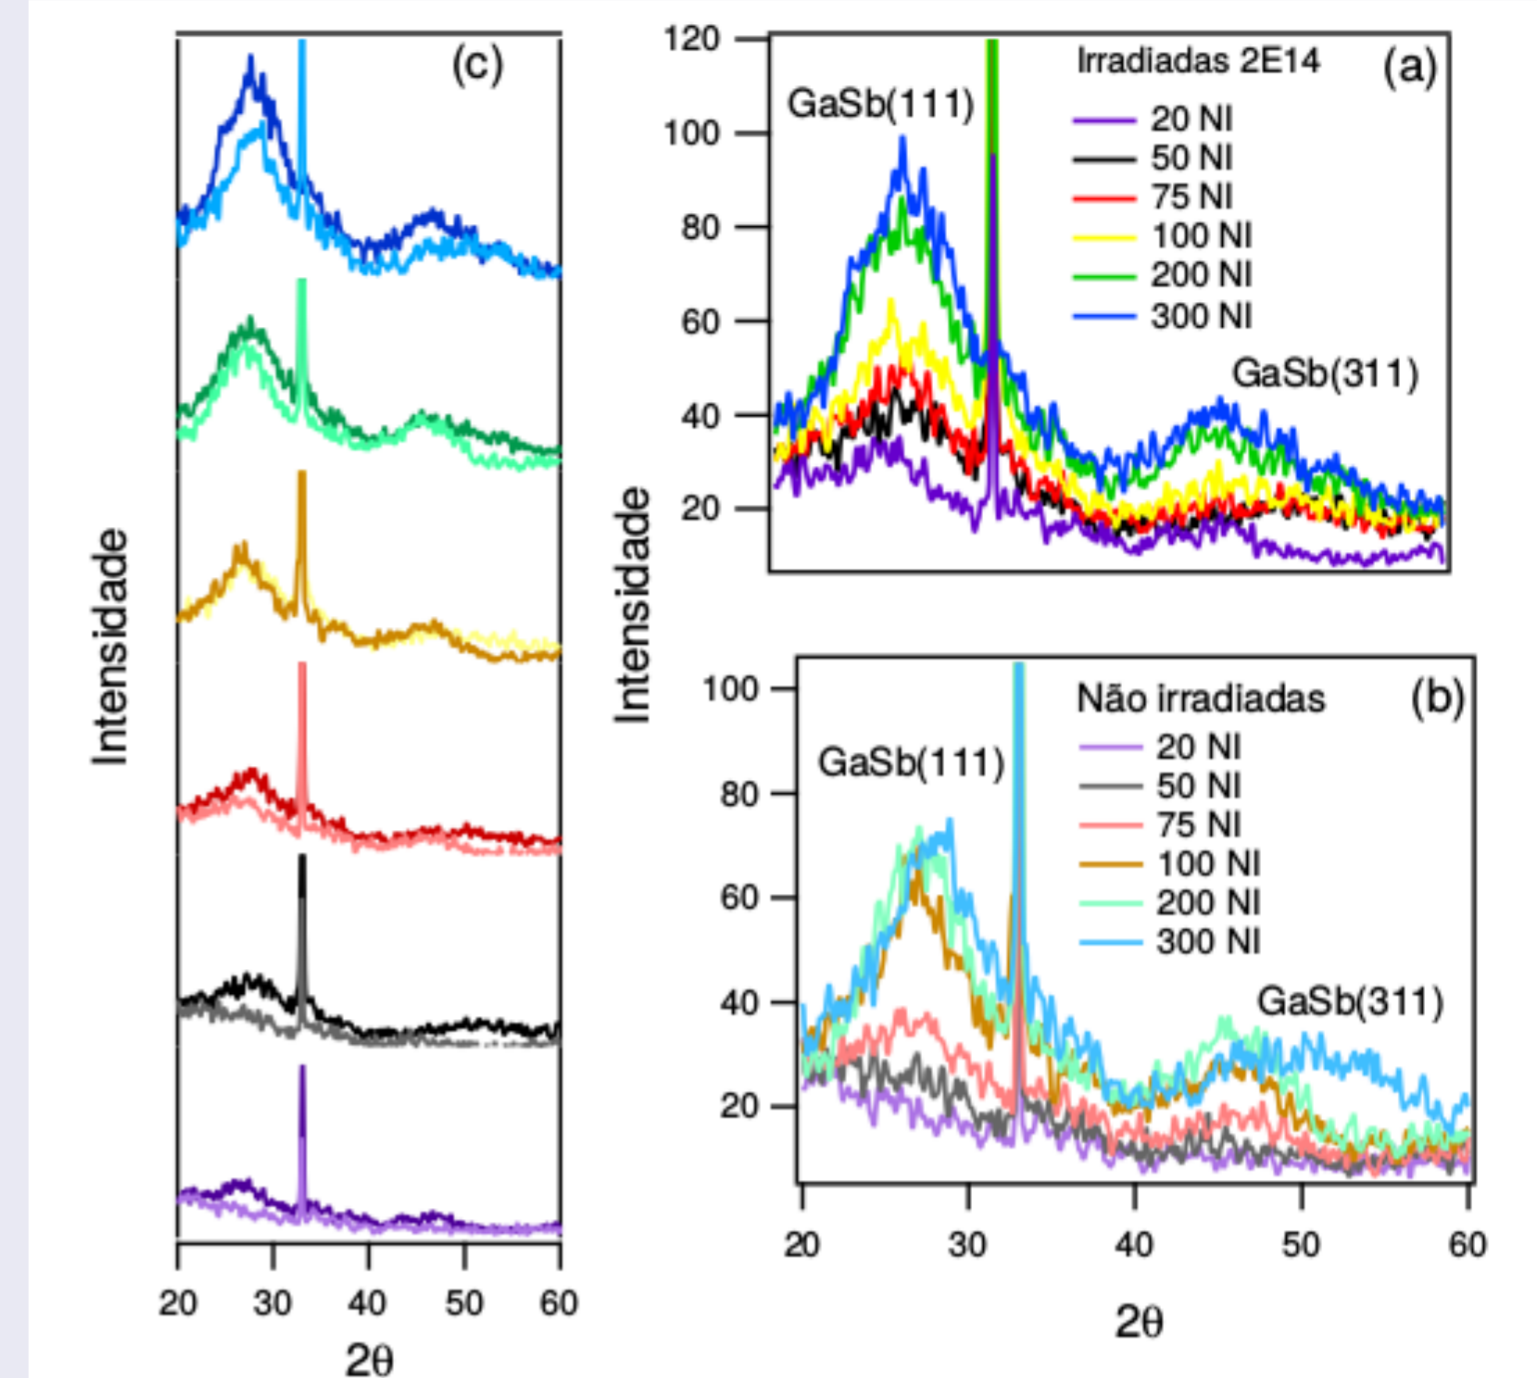 (c)
Intensidade
20 30 40 50 60
2θ
(a)
Irradiadas 2E14
GaSb(111)
20 NI
50 NI
75 NI
100 NI
200 NI
300 NI
GaSb(311)
120
100
80
60
40
20
Intensidade
(b)
Não irradiadas
GaSb(111)
20 NI
50 NI
75 NI
100 NI
200 NI
300 NI
GaSb(311)
100
80
60
40
20
20 30 40 50 60
2θ